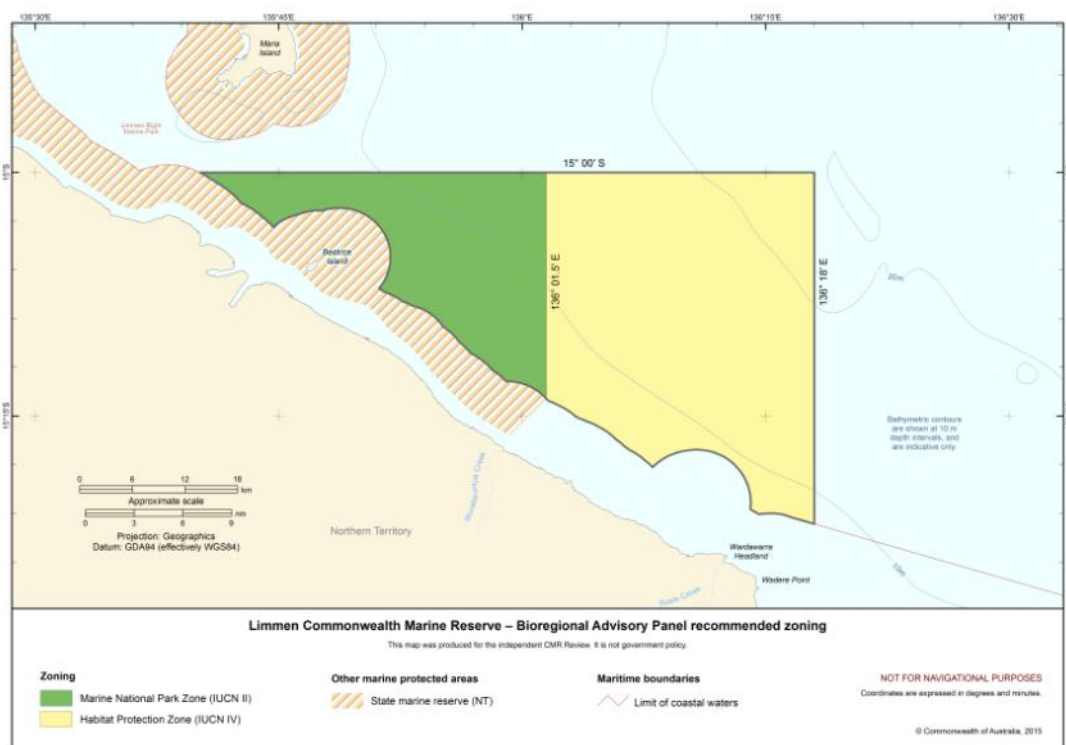 135°30'E
135°45'E
136°E
136°15'E
136°30'E
Maria
Island
Limmen Bight
Marine Park
15° 00' S
15°S
Beatrice
Island
136° 01.5' E
136° 18' E
20m
15°15'S
Bathymetric contours
are shown at 10 m
depth intervals, and
are indicative only.
0 6 12 18
km
Approximate scale
0 3 6 9
nm
Projection: Geographics
Datum: GDA94 (effectively WGS84)
Northern Territory
Creek
10m
Wardawarra
Headland
Wadere Point
Rosie Creek
Limmen Commonwealth Marine Reserve – Bioregional Advisory Panel recommended zoning
This map was produced for the independent CMR Review. It is not government policy.
Zoning
Marine National Park Zone (IUCN II)
Habitat Protection Zone (IUCN IV)
Other marine protected areas
State marine reserve (NT)
Maritime boundaries
Limit of coastal waters
NOT FOR NAVIGATIONAL PURPOSES
Coordinates are expressed in degrees and minutes.
© Commonwealth of Australia, 2015